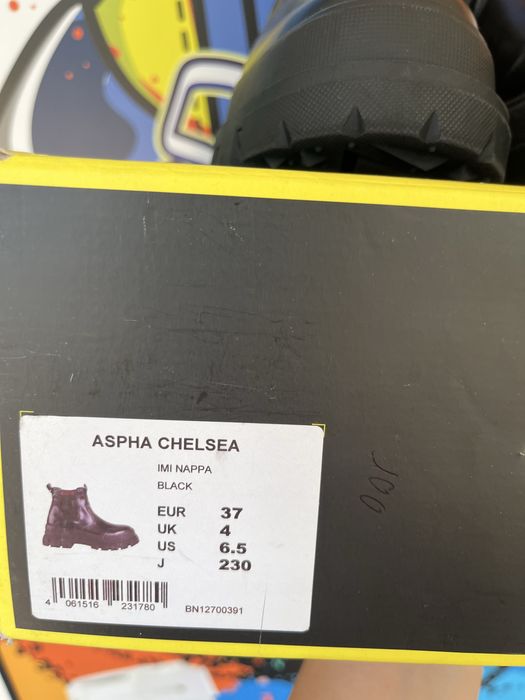 ASPHA CHELSEA
IMI NAPPA
BLACK
EUR 37
UK 4
US 6.5
J 230
4 061516 231780
BN12700391